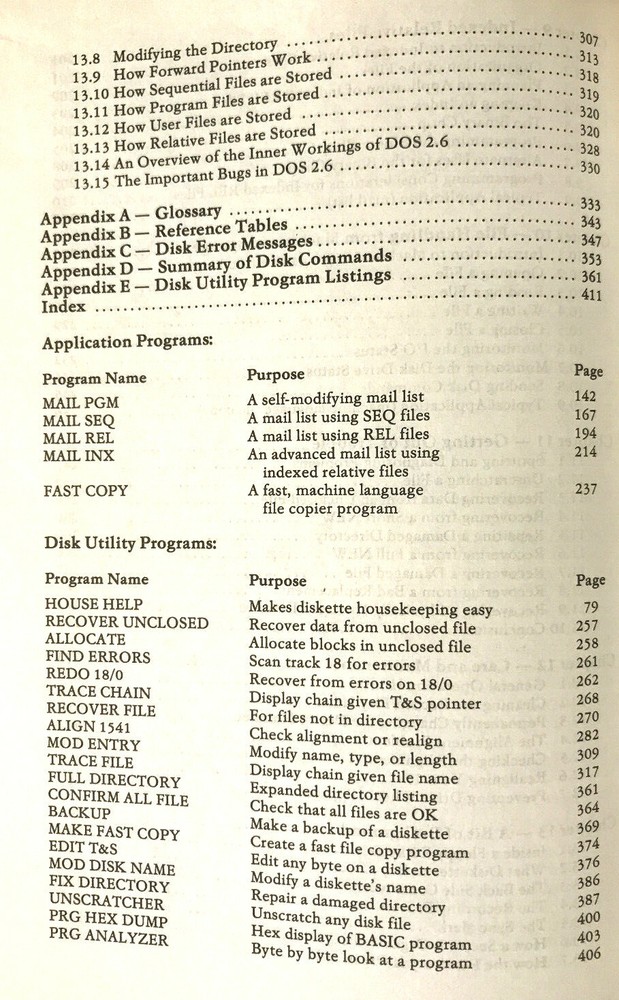 13.8 Modifying the Directory ........ 307
13.9 How Forward Pointers Work ........ 313
13.10 How Sequential Files are Stored ........ 318
13.11 How Program Files are Stored ........ 319
13.12 How User Files are Stored ........ 320
13.13 How Relative Files are Stored ........ 320
13.14 An Overview of the Inner Workings of DOS 2.6 ........ 328
13.15 The Important Bugs in DOS 2.6 ........ 330
Appendix A — Glossary ........ 333
Appendix B — Reference Tables ........ 343
Appendix C — Disk Error Messages ........ 347
Appendix D — Summary of Disk Commands ........ 353
Appendix E — Disk Utility Program Listings ........ 361
Index ........ 411
Application Programs:
Program Name Purpose Page
MAIL PGM A self-modifying mail list 142
MAIL SEQ A mail list using SEQ files 167
MAIL REL A mail list using REL files 194
MAIL INX An advanced mail list using 214
indexed relative files
FAST COPY A fast, machine language 237
file copier program
Disk Utility Programs:
Program Name Purpose Page
HOUSE HELP Makes diskette housekeeping easy 79
RECOVER UNCLOSED Recover data from unclosed file 257
ALLOCATE Allocate blocks in unclosed file 258
FIND ERRORS Scan track 18 for errors 261
REDO 18/0 Recover from errors on 18/0 262
TRACE CHAIN Display chain given T&S pointer 268
RECOVER FILE For files not in directory 270
ALIGN 1541 Check alignment or realign 282
MOD ENTRY Modify name, type, or length 309
TRACE FILE Display chain given file name 317
FULL DIRECTORY Expanded directory listing 361
CONFIRM ALL FILE Check that all files are OK 364
BACKUP Make a backup of a diskette 369
MAKE FAST COPY Create a fast file copy program 374
EDIT T&S Edit any byte on a diskette 376
MOD DISK NAME Modify a diskette's name 386
FIX DIRECTORY Repair a damaged directory 387
UNSCRATCHER Unscratch any disk file 400
PRG HEX DUMP Hex display of BASIC program 403
PRG ANALYZER Byte by byte look at a program 406